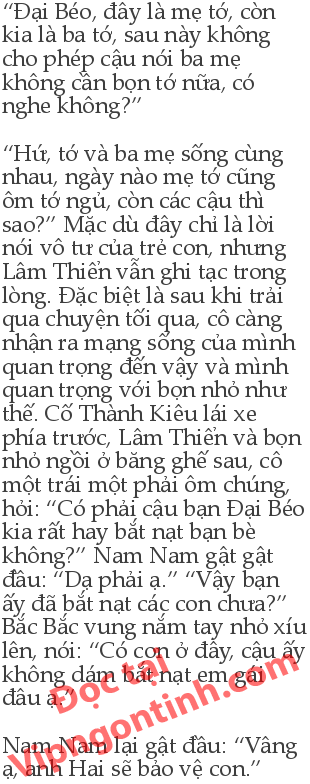 “Đại Béo, đây là mẹ tớ, còn
kia là ba tớ, sau này không
cho phép cậu nói ba mẹ
không cần bọn tớ nữa, có
nghe không?”
“Hứ, tớ và ba mẹ sống cùng
nhau, ngày nào mẹ tớ cũng
ôm tớ ngủ, còn các cậu thì
sao?” Mặc dù đây chỉ là lời
nói vô tư của trẻ con, nhưng
Lâm Thiển vẫn ghi tạc trong
lòng. Đặc biệt là sau khi trải
qua chuyện tối qua, cô càng
nhận ra mạng sống của mình
quan trọng đến vậy và mình
quan trọng với bọn nhỏ như
thế. Cố Thành Kiêu lái xe
phía trước, Lâm Thiển và bọn
nhỏ ngồi ở băng ghế sau, cô
một trái một phải ôm chúng,
hỏi: “Có phải cậu bạn Đại Béo
kia rất hay bắt nạt bạn bè
không?” Nam Nam gật gật
đầu: “Dạ phải ạ.” “Vậy bạn
ấy đã bắt nạt các con chưa?”
Bắc Bắc vung nắm tay nhỏ xíu
lên, nói: “Có con ở đây, cậu ấy
không dám bắt nạt em gái
đâu ạ.”
Nam Nam lại gật đầu: “Vâng
ạ, anh Hai sẽ bảo vệ con.”
Đọc tại
Vipngontinh.com